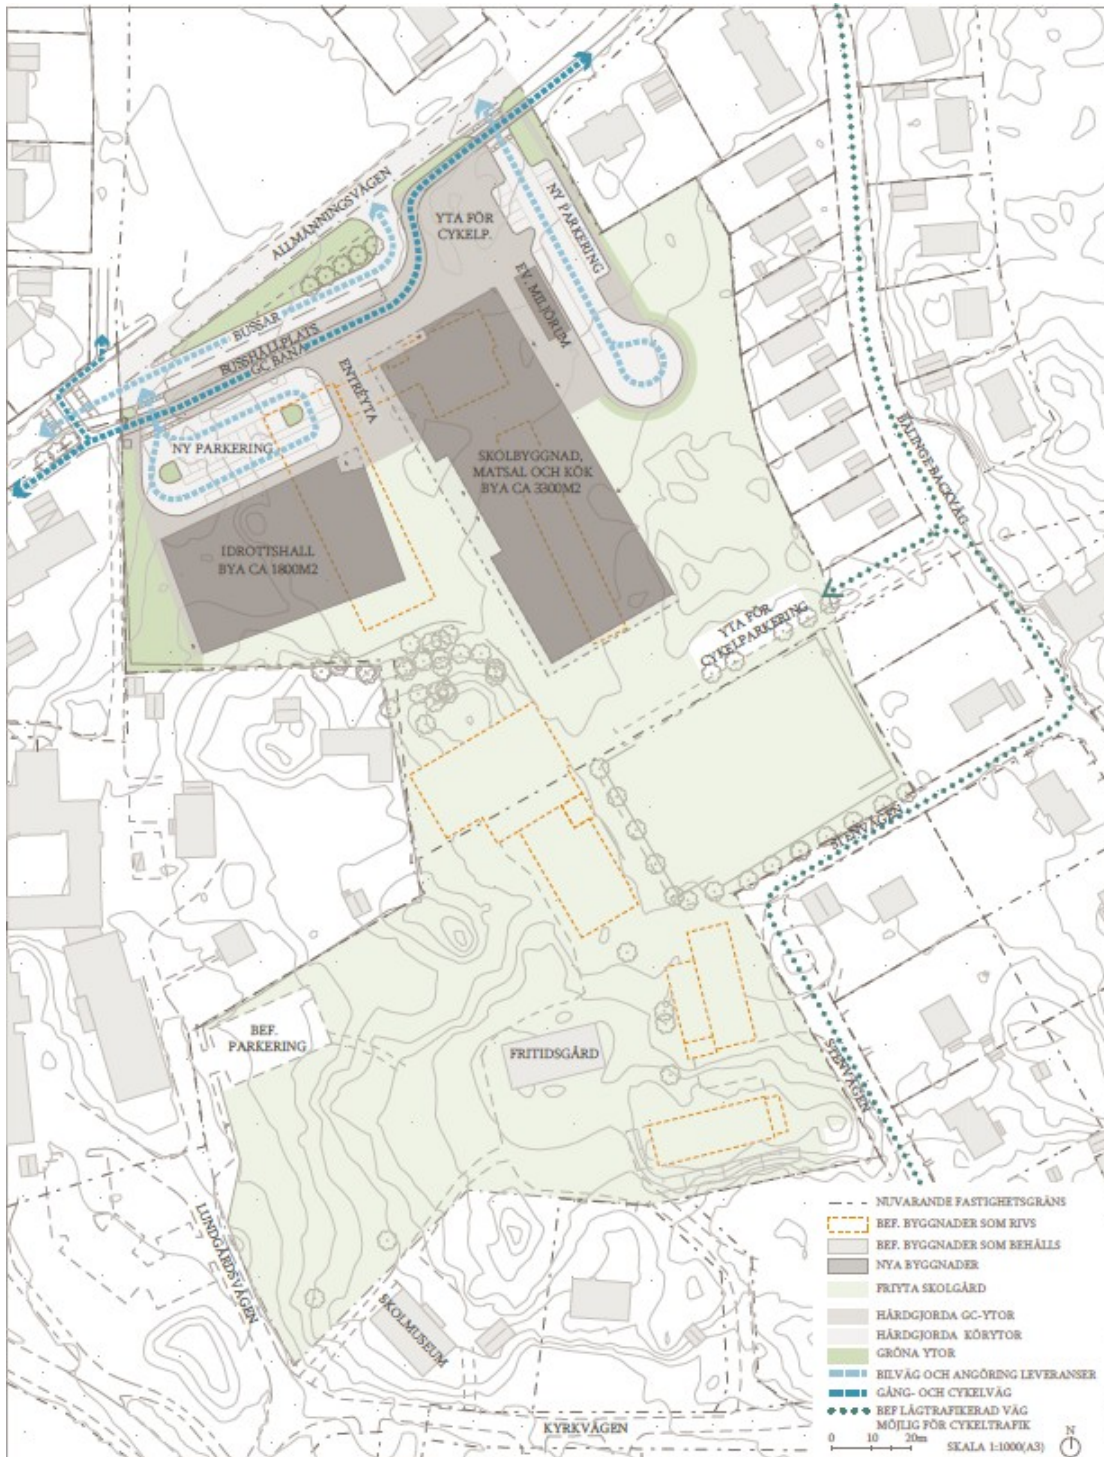 ALLMÄNNINGSVÄGEN
YTA FÖR
CYKELP.
NY PARKERING
EV. MILJÖRUM
BUSSAR
BUSSHÅLLPLATS
GC BANA
ENTRÉYTA
NY PARKERING
SKOLBYGGNAD,
MATSAL OCH KÖK
BYA CA 3300M2
IDROTTSHALL
BYA CA 1800M2
BÄLINGE BACKVÄG
YTA FÖR
CYKELPARKERING
STENVÄGEN
BEF.
PARKERING
FRITIDSGÅRD
STENVÄGEN
LUNDGÅRDSVÄGEN
SKOLMUSEUM
KYRKVÄGEN
NUVARANDE FASTIGHETSGRÄNS
BEF. BYGGNADER SOM RIVS
BEF. BYGGNADER SOM BEHÅLLS
NYA BYGGNADER
FRIYTA SKOLGÅRD
HÅRDGJORDA GC-YTOR
HÅRDGJORDA KÖRYTOR
GRÖNA YTOR
BILVÄG OCH ANGÖRING LEVERANSER
GÅNG- OCH CYKELVÄG
BEF LÅGTRAFIKERAD VÄG
MÖJLIG FÖR CYKELTRAFIK
0 10 20m
SKALA 1:1000(A3)
N